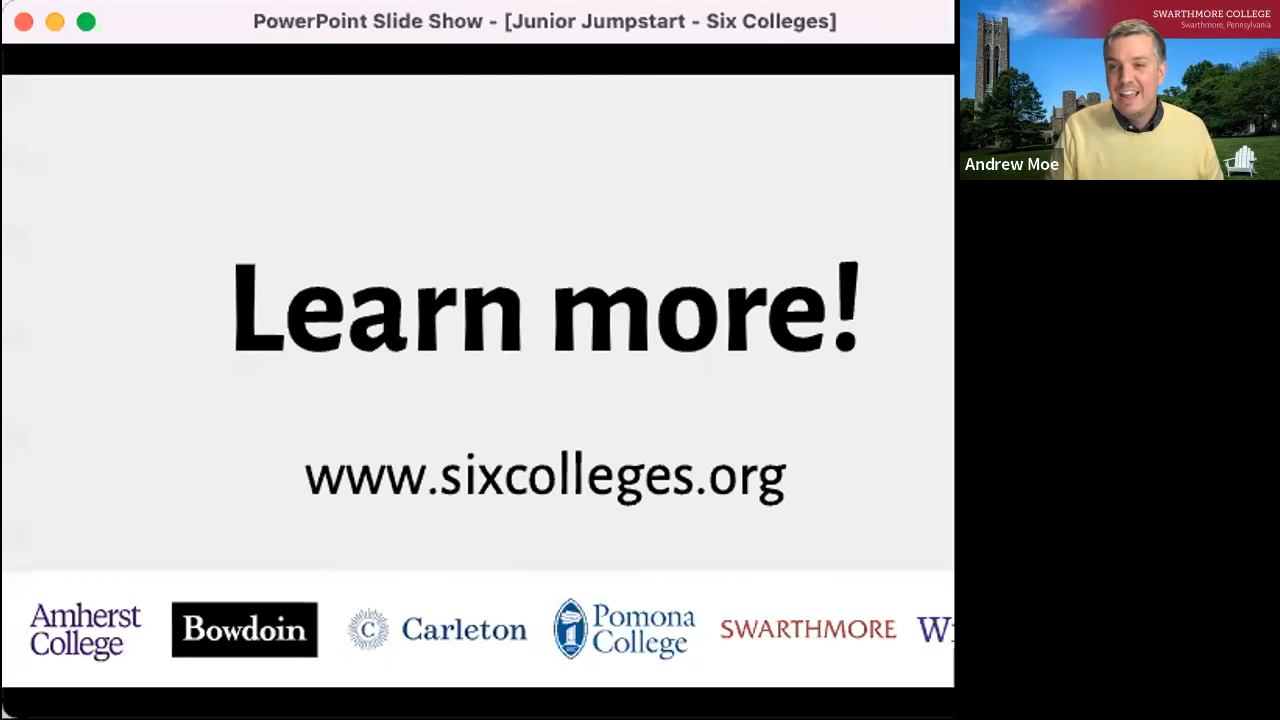 PowerPoint Slide Show - [Junior Jumpstart - Six Colleges]
SWARTHMORE COLLEGE
Swarthmore, Pennsylvania
Andrew Moe
Learn more!
www.sixcolleges.org
Amherst
College
Bowdoin
C
Carleton
Pomona
College
SWARTHMORE